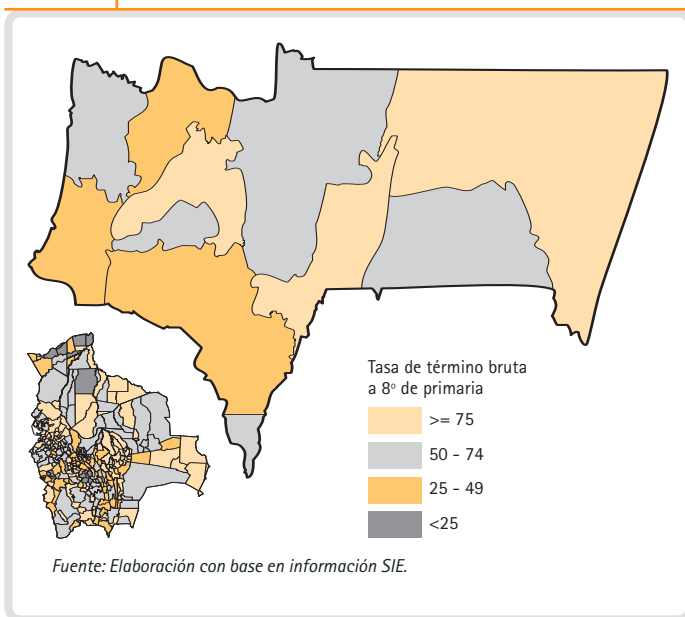 Tasa de término bruta
a 8º de primaria
>= 75
50 - 74
25 - 49
<25
Fuente: Elaboración con base en información SIE.